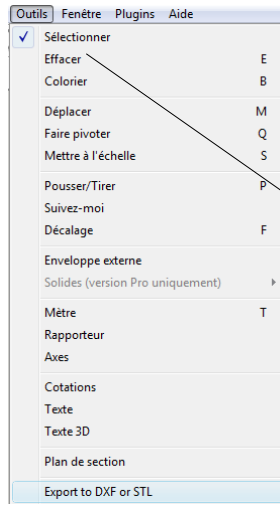 Outils Fenêtre Plugins Aide
Sélectionner
Effacer E
Colorier B
Déplacer M
Faire pivoter Q
Mettre à l'échelle S
Pousser/Tirer P
Suivez-moi
Décalage F
Enveloppe externe
Solides (version Pro uniquement)
Mètre T
Rapporteur
Axes
Cotations
Texte
Texte 3D
Plan de section
Export to DXF or STL